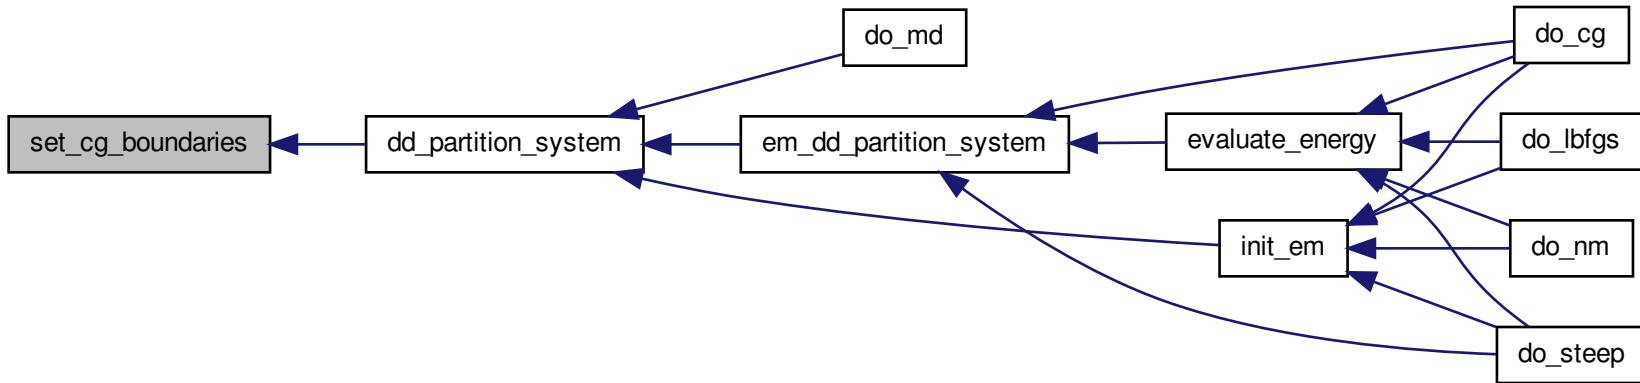 set_cg_boundaries
dd_partition_system
do_md
em_dd_partition_system
evaluate_energy
init_em
do_cg
do_lbfgs
do_nm
do_steep